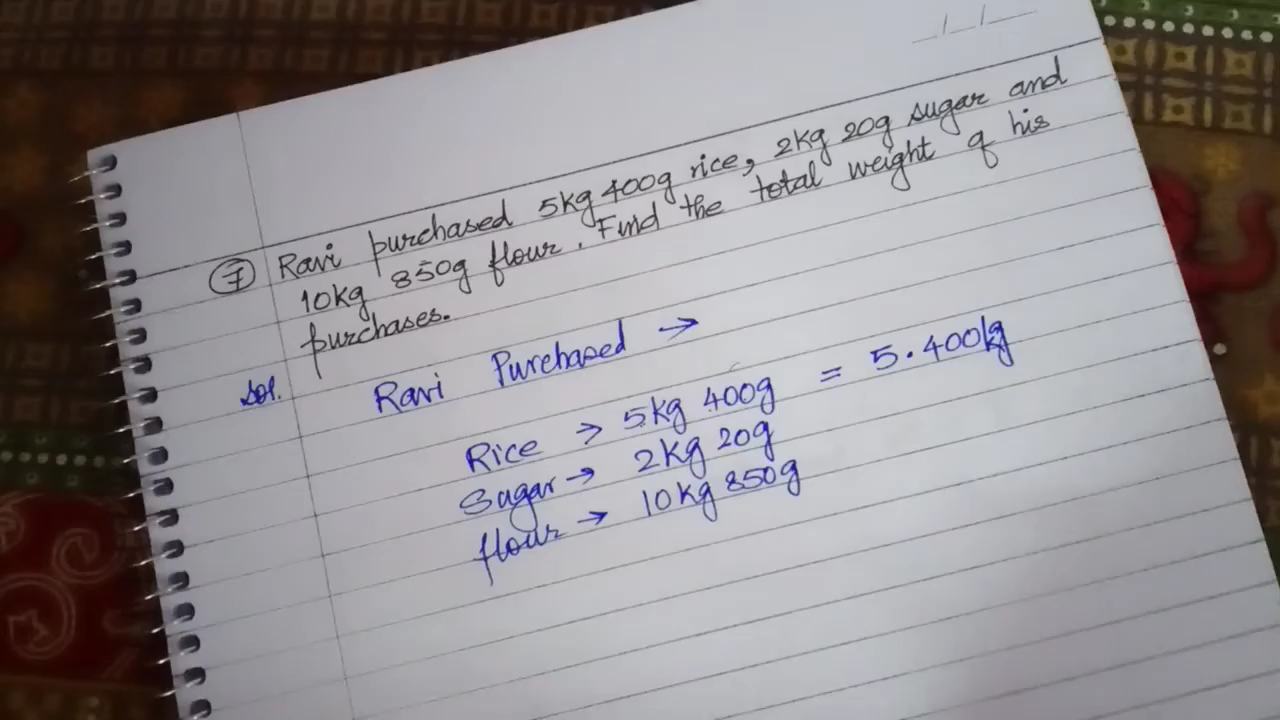 7 Ravi purchased 5kg 400g rice, 2kg 20g sugar and
10kg 850g flour. Find the total weight of his
purchases.
Sol. Ravi Purchased →
Rice → 5kg 400g = 5.400kg
Sugar → 2kg 20g
flour → 10kg 850g